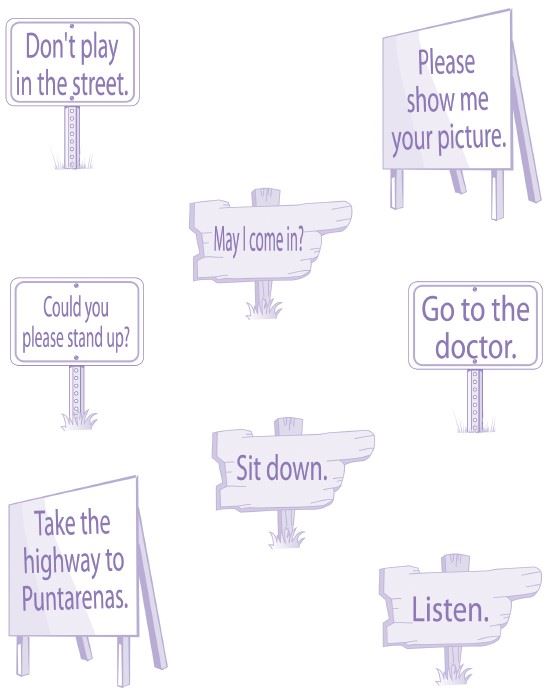 Don't play
in the street.
Please
show me
your picture.
May I come in?
Could you
please stand up?
Go to the
doctor.
Sit down.
Take the
highway to
Puntarenas.
Listen.